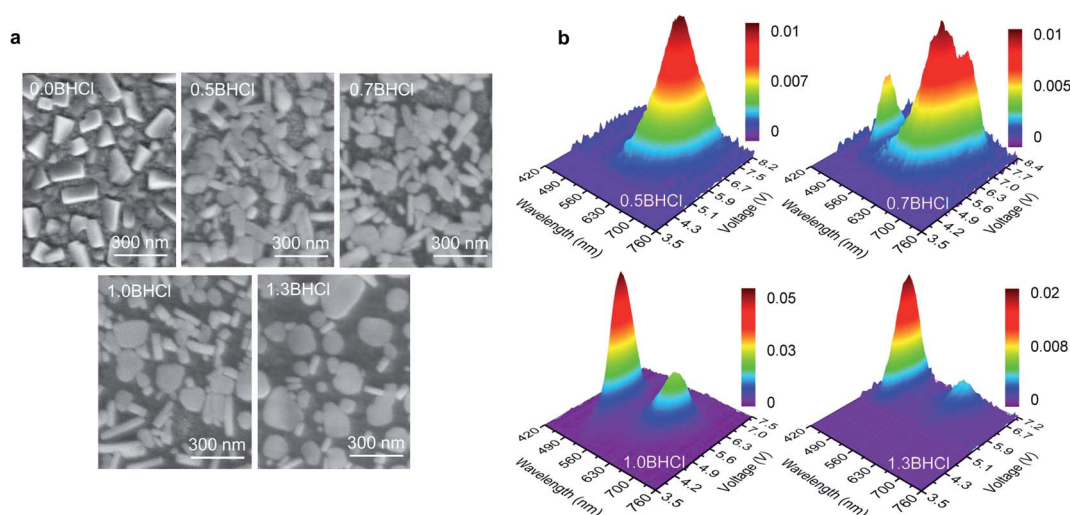 a
0.0BHCl
0.5BHCl
0.7BHCl
300 nm
300 nm
300 nm
1.0BHCl
1.3BHCl
300 nm
300 nm
b
0.01
0.007
0
420
490
560
630
700
760
Wavelength (nm)
3.5
4.3
5.1
5.9
6.7
7.5
8.2
Voltage (V)
0.5BHCl
0.01
0.005
0
420
490
560
630
700
760
Wavelength (nm)
3.5
4.2
4.9
5.6
6.3
7.0
7.7
8.4
Voltage (V)
0.7BHCl
0.05
0.03
0
420
490
560
630
700
760
Wavelength (nm)
3.5
4.2
4.9
5.6
6.3
7.0
7.5
Voltage (V)
1.0BHCl
0.02
0.008
0
420
490
560
630
700
760
Wavelength (nm)
3.5
4.3
5.1
5.9
6.7
7.2
Voltage (V)
1.3BHCl